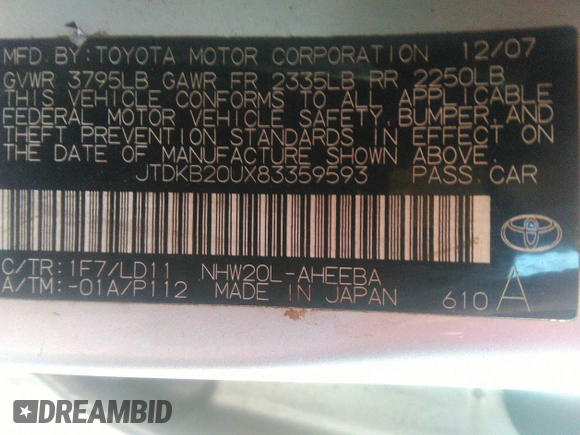 MFD.BY:TOYOTA MOTOR CORPORATION 12/07
GVWR 3795LB GAWR FR 2335LB RR 2250LB
THIS VEHICLE CONFORMS TO ALL APPLICABLE
FEDERAL MOTOR VEHICLE SAFETY,BUMPER,AND
THEFT PREVENTION STANDARDS IN EFFECT ON
THE DATE OF MANUFACTURE SHOWN ABOVE.
JTDKB20UX83359593 PASS.CAR
C/TR:1F7/LD11 NHW20L-AHEEBA
A/TM:-01A/P112 MADE IN JAPAN 610 A
DREAMBID